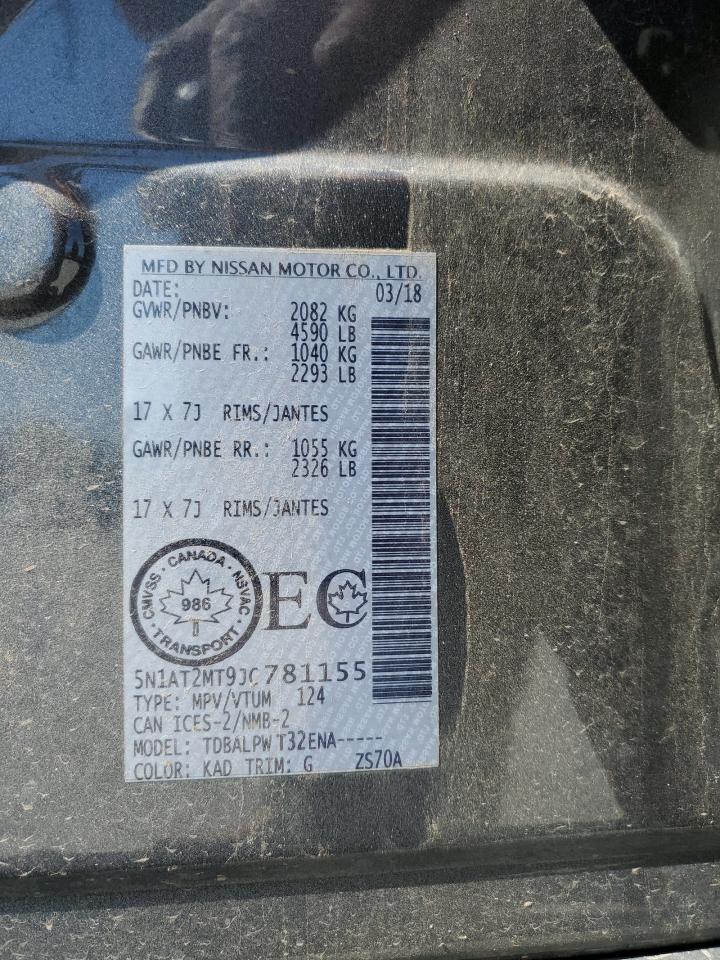 MFD BY NISSAN MOTOR CO., LTD.
DATE: 03/18
GVWR/PNBV: 2082 KG
4590 LB
GAWR/PNBE FR.: 1040 KG
2293 LB
17 X 7J RIMS/JANTES
GAWR/PNBE RR.: 1055 KG
2326 LB
17 X 7J RIMS/JANTES
CMVSS · CANADA · NSVAC
986
· TRANSPORT ·
EC
5N1AT2MT9JC781155
TYPE: MPV/VTUM 124
CAN ICES-2/NMB-2
MODEL: TDBALPW T32ENA-----
COLOR: KAD TRIM: G ZS70A